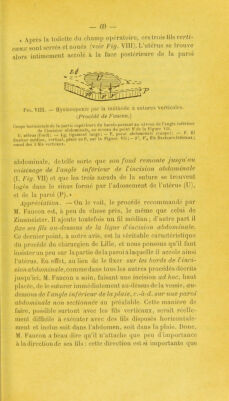 — 69 —
« Après la toilette du champ opératoire, ces trois fils verti-
caux sont serrés et noués (voir Fig. VIII). L'utérus se trouve
alors intimement accolé à la face postérieure de la paroi
FIG. VIII. — Hystéropexie par la méthode à sutures verticales.
(Procédé de Faucon.)
abdominale, de telle sorte que son fond remonte jusqu'au
voisinage de l'angle inférieur de l'incision abdominale
(I. Fig. VII) et que les trois nœuds de la suture se trouvent
logés dans le sinus formé par l'adossement de l'utérus (U),
et de la paroi (P). »
Appréciation. — On le voit, le procédé recommandé par
M. Faucon est, à peu de chose près, le même que celui de
Zinsmeister. Il ajoute toutefois un fil médian; d'autre part il
fixe ses fils au-dessous de la ligne d'incision abdominale.
Ce dernier point, à notre avis, est la véritable caractéristique
du procédé du chirurgien de Lille, et nous pensons qu'il faut
insister un peu sur la partie de la paroi à laquelle il accole ainsi
l'utérus. En effet, au lieu de le fixer sur les bords de l'inci-
sion abdominale, comme dans tous les autres procédés décrits
jusqu'ici, M. Faucon a soin, faisant une incision ad hoc, haut
placée, de le suturer immédiatement au-dessus de la vessie, au-
dessous de l'angle inférieur de la plaie, c.-à-d. sur une paroi
abdominale non sectionnée au préalable. Cette manière de
faire, possible surtout avec les fils verticaux, serait réelle-
ment difficile à exécuter avec des fils disposés horizontale-
ment et inclus soit dans l'abdomen, soit dans la plaie. Donc,
M. Faucon a beau dire qu'il n'attache que peu d'importance
à la direction de ses fils : cette direction est si importante que